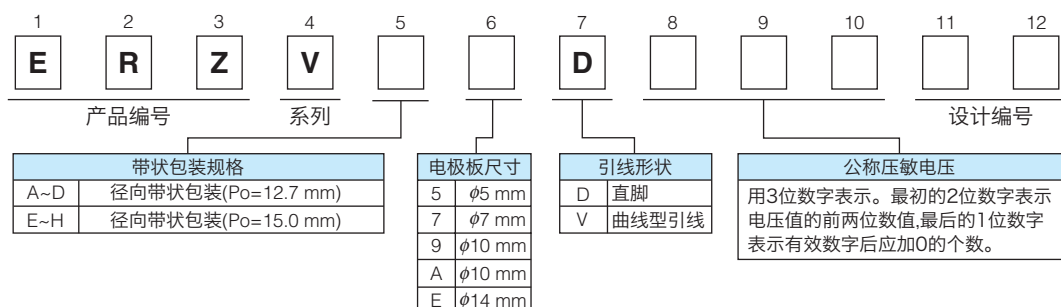 1 2 3 4 5 6 7 8 9 10 11 12
E R Z V D
产品编号 系列 设计编号
带状包装规格
A~D 径向带状包装(Po=12.7 mm)
E~H 径向带状包装(Po=15.0 mm)
电极板尺寸
5 ϕ5 mm
7 ϕ7 mm
9 ϕ10 mm
A ϕ10 mm
E ϕ14 mm
引线形状
D 直脚
V 曲线型引线
公称压敏电压
用3位数字表示。最初的2位数字表示
电压值的前两位数值,最后的1位数字
表示有效数字后应加0的个数。